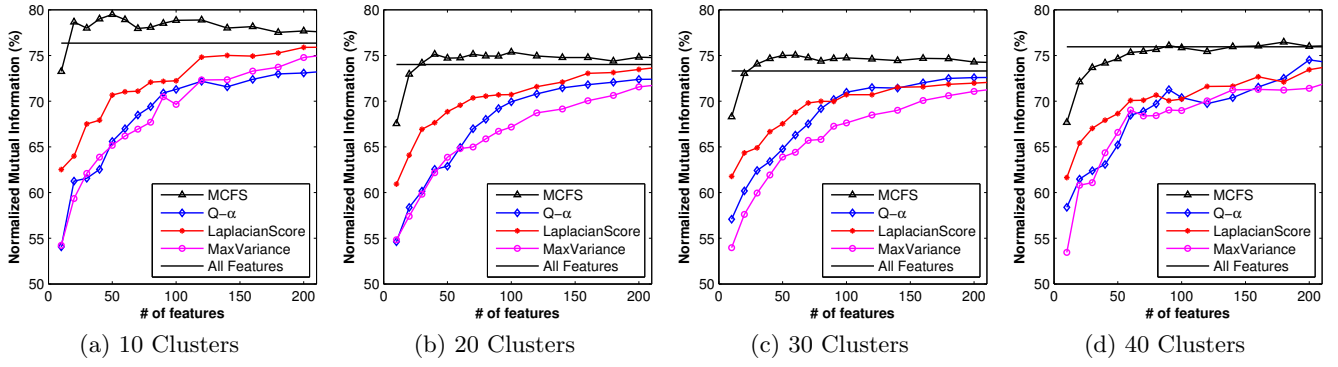 80
75
70
65
60
55
50
Normalized Mutual Information (%)
MCFS
Q−α
LaplacianScore
MaxVariance
All Features
0 50 100 150 200
# of features
(a) 10 Clusters
80
75
70
65
60
55
50
Normalized Mutual Information (%)
MCFS
Q−α
LaplacianScore
MaxVariance
All Features
0 50 100 150 200
# of features
(b) 20 Clusters
80
75
70
65
60
55
50
Normalized Mutual Information (%)
MCFS
Q−α
LaplacianScore
MaxVariance
All Features
0 50 100 150 200
# of features
(c) 30 Clusters
80
75
70
65
60
55
50
Normalized Mutual Information (%)
MCFS
Q−α
LaplacianScore
MaxVariance
All Features
0 50 100 150 200
# of features
(d) 40 Clusters